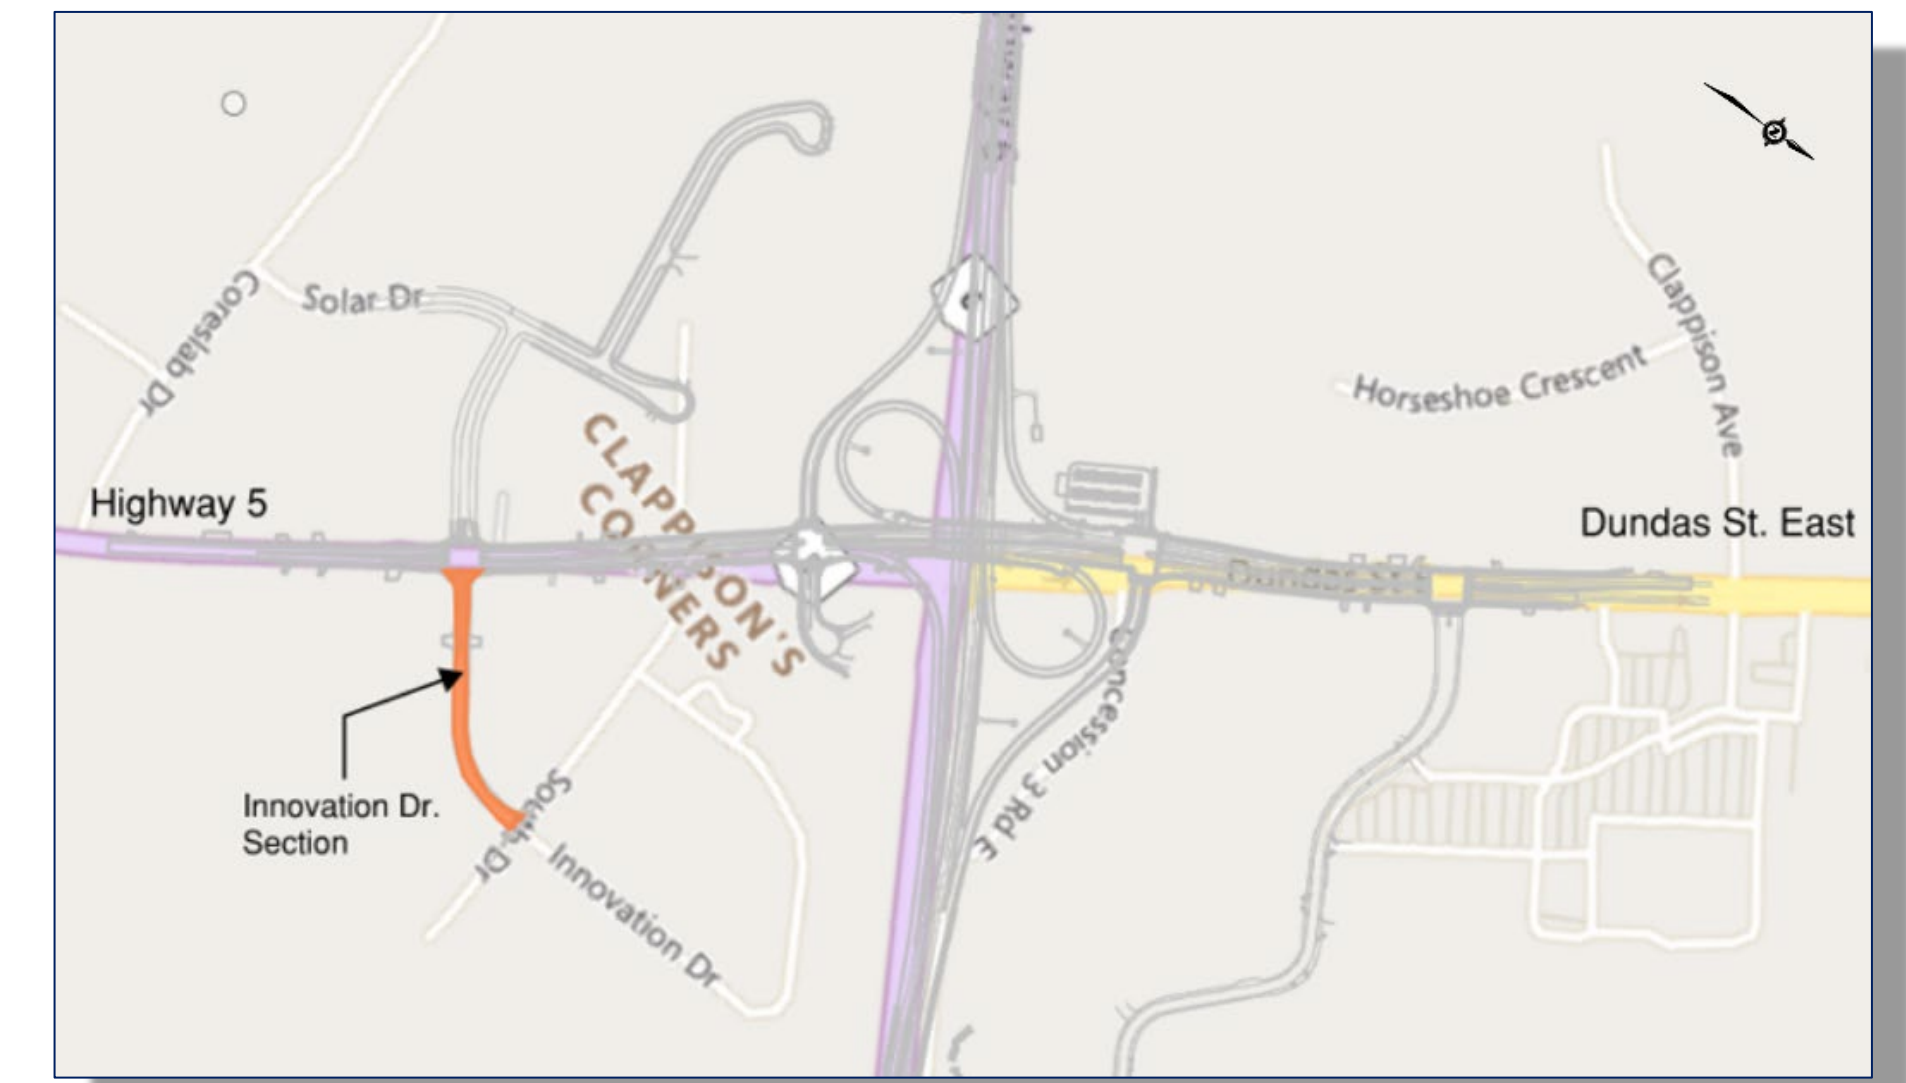 Coreslab Dr
Solar Dr
Clappison Ave
Horseshoe Crescent
Highway 5
CLAPPISON'S
CORNERS
Dundas St. East
Dundas St E
Concession 3 Rd E
Innovation Dr.
Section
South Dr
Innovation Dr